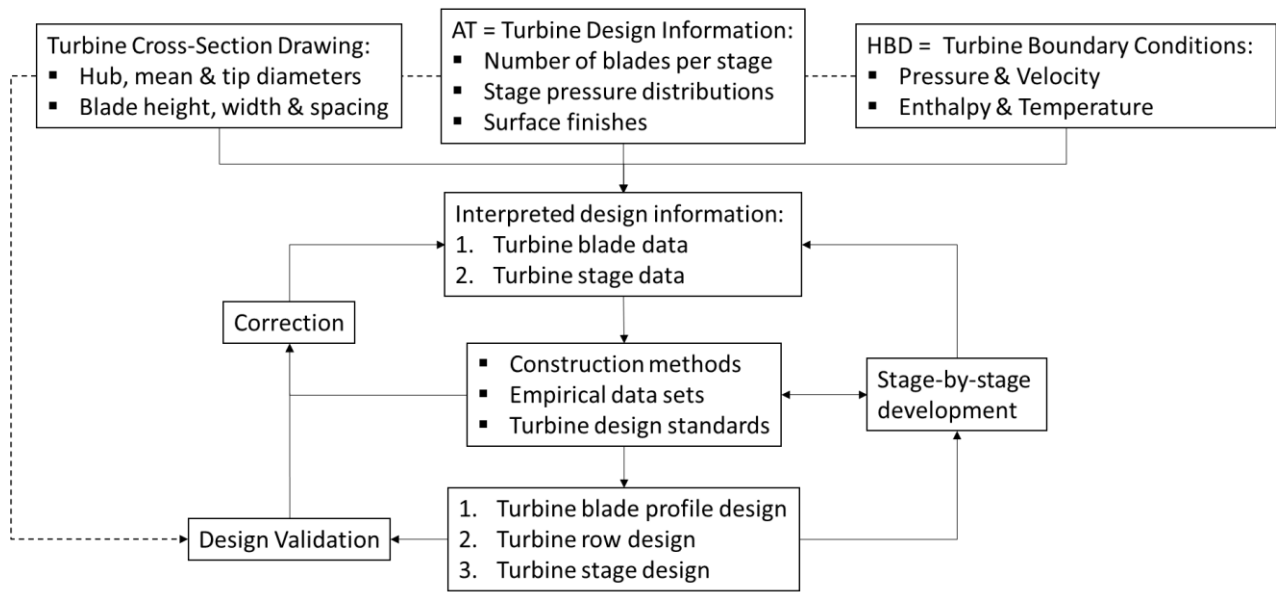 Turbine Cross-Section Drawing:
▪ Hub, mean & tip diameters
▪ Blade height, width & spacing
AT = Turbine Design Information:
▪ Number of blades per stage
▪ Stage pressure distributions
▪ Surface finishes
HBD = Turbine Boundary Conditions:
▪ Pressure & Velocity
▪ Enthalpy & Temperature
Interpreted design information:
1. Turbine blade data
2. Turbine stage data
Correction
▪ Construction methods
▪ Empirical data sets
▪ Turbine design standards
Stage-by-stage
development
Design Validation
1. Turbine blade profile design
2. Turbine row design
3. Turbine stage design